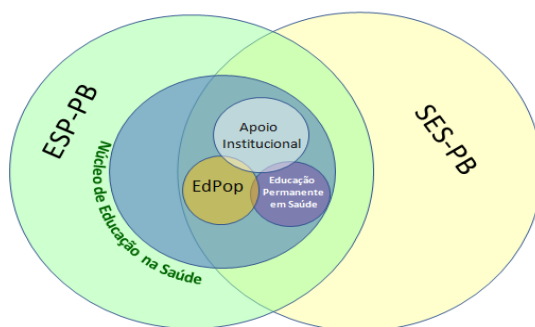 ESP-PB
SES-PB
Núcleo de Educação na Saúde
Apoio
Institucional
EdPop
Educação
Permanente
em Saúde